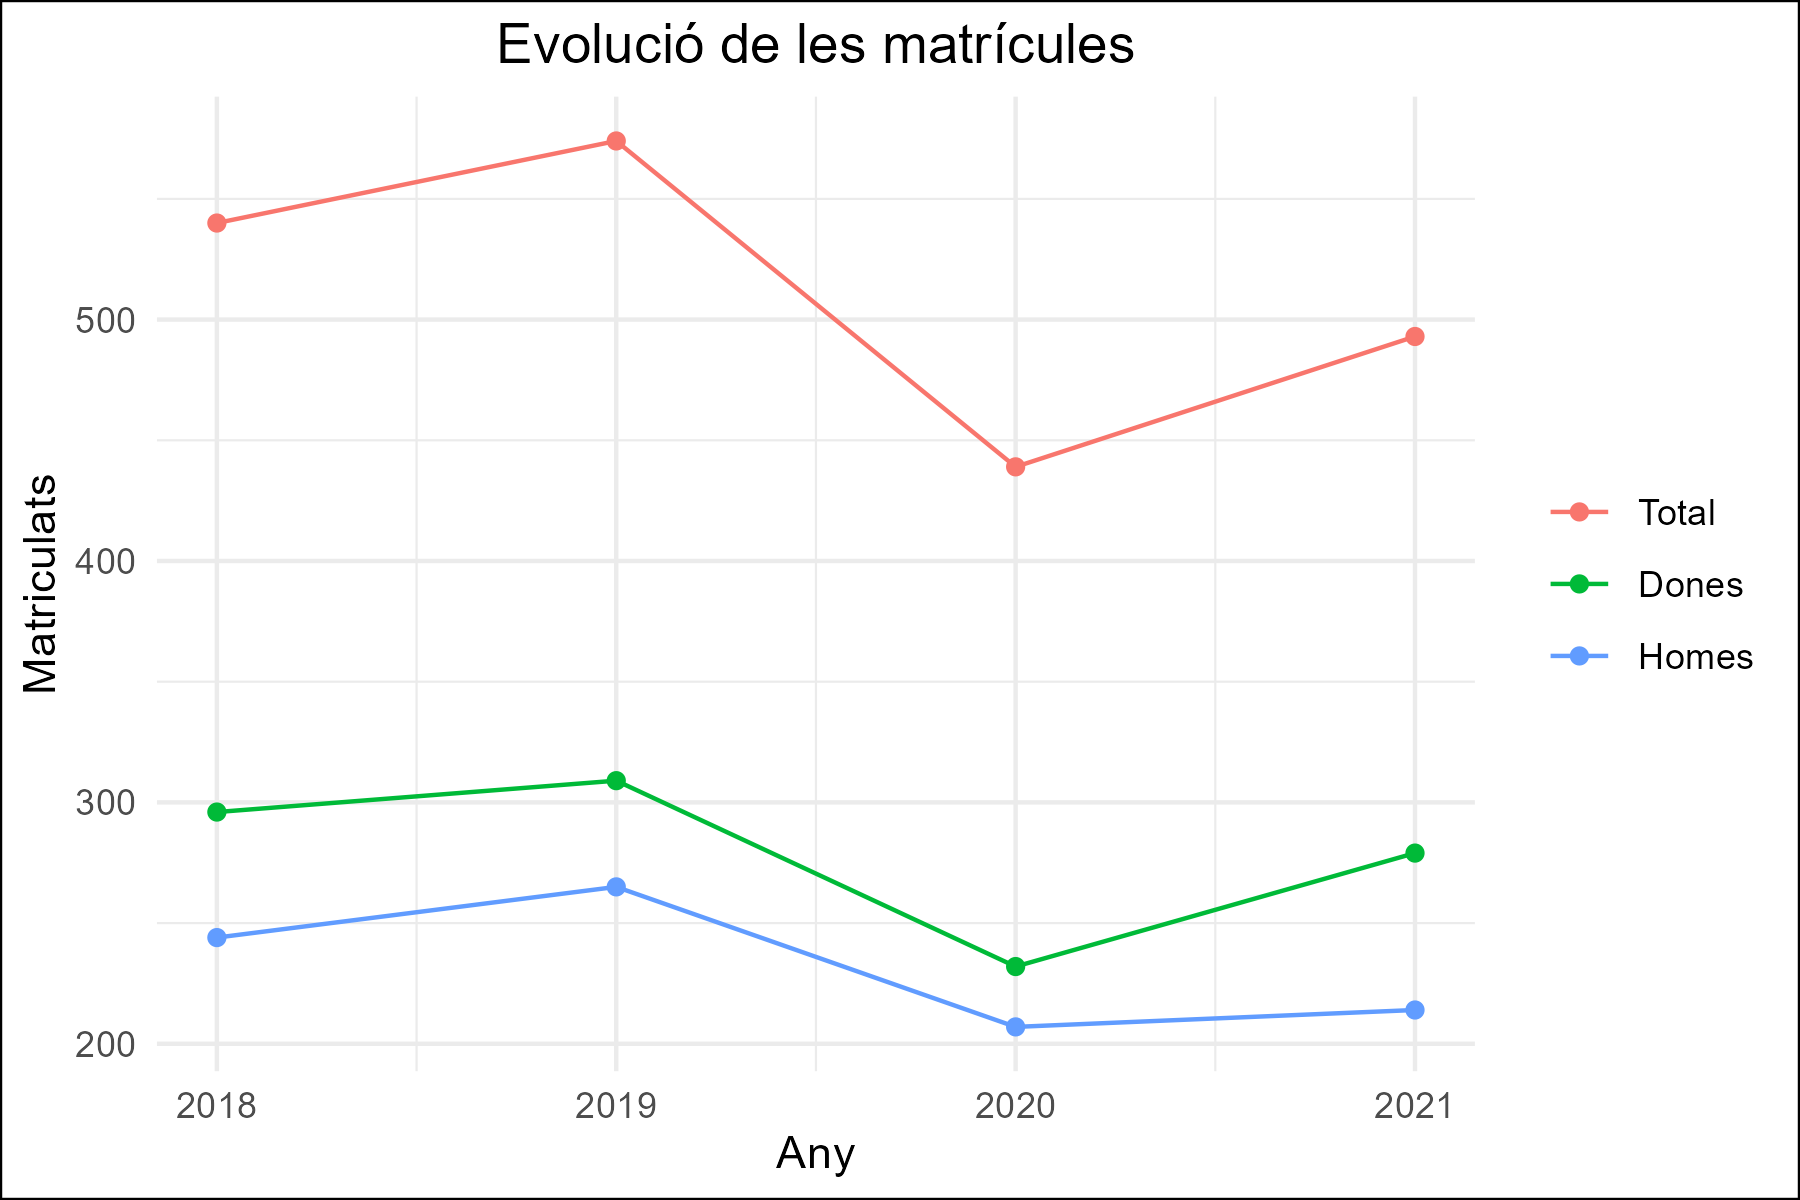 Evolució de les matrícules
Matriculats
500
400
300
200
2018 2019 2020 2021
Any
Total
Dones
Homes